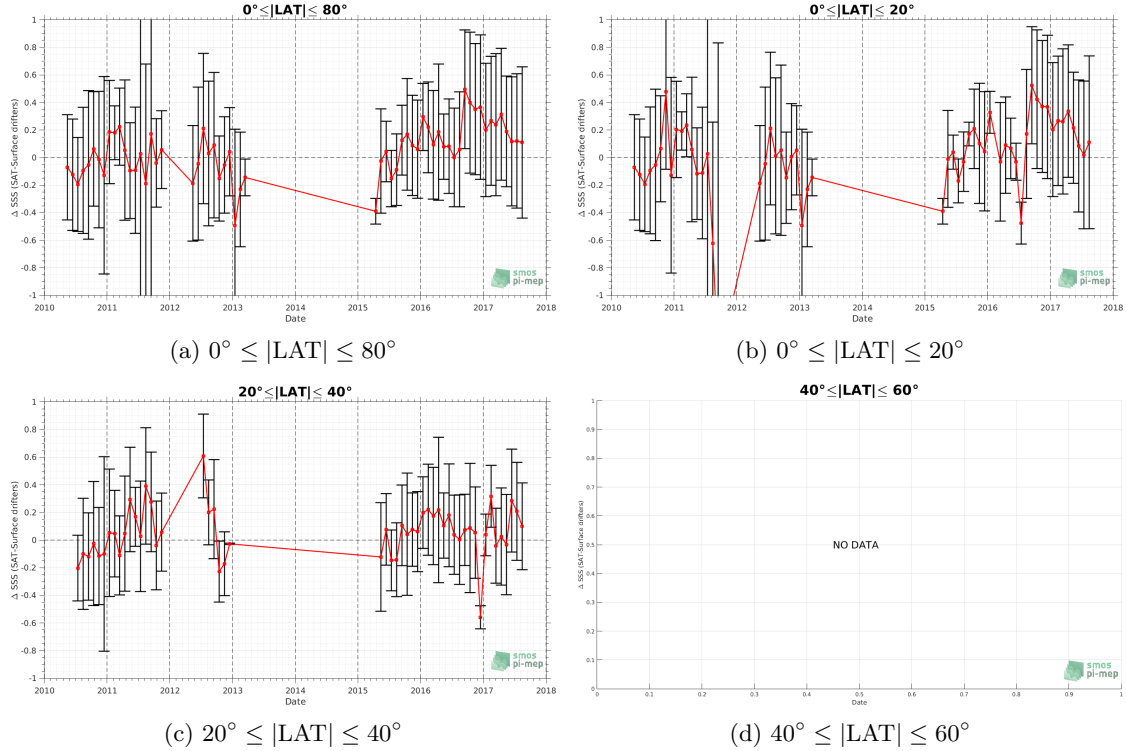 0°≤|LAT|≤ 80°
Δ SSS (SAT-Surface drifters)
1
0.8
0.6
0.4
0.2
0
-0.2
-0.4
-0.6
-0.8
-1
2010 2011 2012 2013 2014 2015 2016 2017 2018
Date
smos
pi-mep
(a) 0° ≤ |LAT| ≤ 80°
0°≤|LAT|≤ 20°
Δ SSS (SAT-Surface drifters)
1
0.8
0.6
0.4
0.2
0
-0.2
-0.4
-0.6
-0.8
-1
2010 2011 2012 2013 2014 2015 2016 2017 2018
Date
smos
pi-mep
(b) 0° ≤ |LAT| ≤ 20°
20°≤|LAT|≤ 40°
Δ SSS (SAT-Surface drifters)
1
0.8
0.6
0.4
0.2
0
-0.2
-0.4
-0.6
-0.8
-1
2010 2011 2012 2013 2014 2015 2016 2017 2018
Date
smos
pi-mep
(c) 20° ≤ |LAT| ≤ 40°
40°≤|LAT|≤ 60°
Δ SSS (SAT-Surface drifters)
1
0.9
0.8
0.7
0.6
0.5
0.4
0.3
0.2
0.1
0
NO DATA
0 0.1 0.2 0.3 0.4 0.5 0.6 0.7 0.8 0.9 1
Date
smos
pi-mep
(d) 40° ≤ |LAT| ≤ 60°